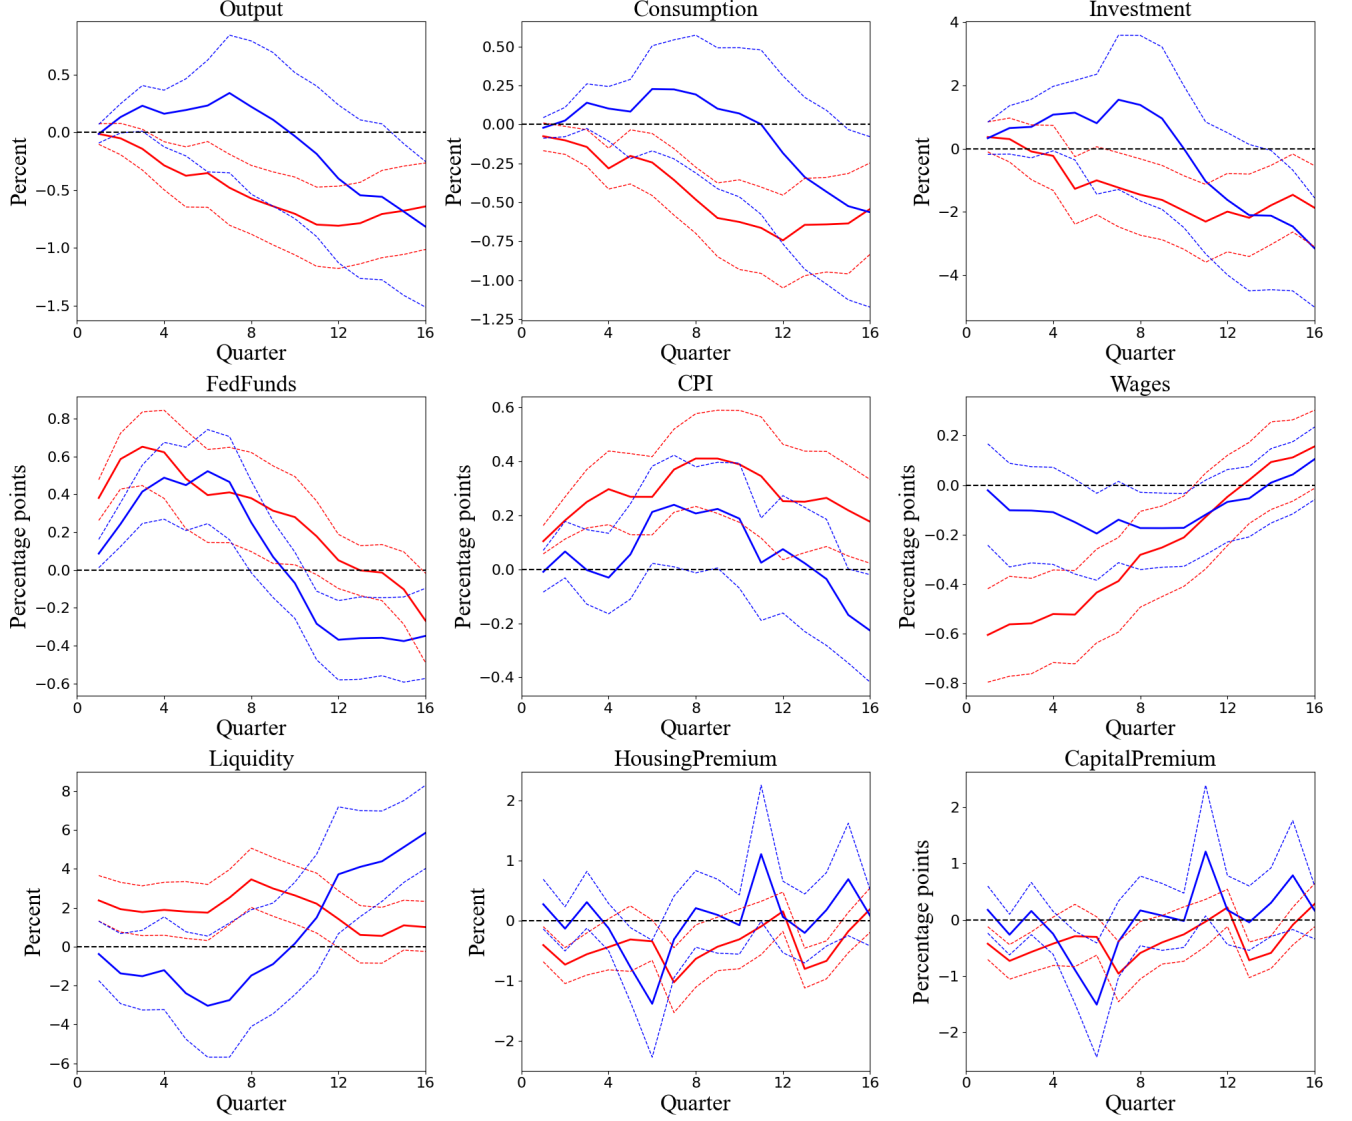 Output
Consumption
Investment
0.5
0.0
−0.5
−1.0
−1.5
Percent
0 4 8 12 16
Quarter
0.50
0.25
0.00
−0.25
−0.50
−0.75
−1.00
−1.25
Percent
0 4 8 12 16
Quarter
4
2
0
−2
−4
Percent
0 4 8 12 16
Quarter
FedFunds
CPI
Wages
0.8
0.6
0.4
0.2
0.0
−0.2
−0.4
−0.6
Percentage points
0 4 8 12 16
Quarter
0.6
0.4
0.2
0.0
−0.2
−0.4
Percentage points
0 4 8 12 16
Quarter
0.2
0.0
−0.2
−0.4
−0.6
−0.8
Percentage points
0 4 8 12 16
Quarter
Liquidity
HousingPremium
CapitalPremium
8
6
4
2
0
−2
−4
−6
Percent
0 4 8 12 16
Quarter
2
1
0
−1
−2
Percent
0 4 8 12 16
Quarter
2
1
0
−1
−2
Percentage points
0 4 8 12 16
Quarter